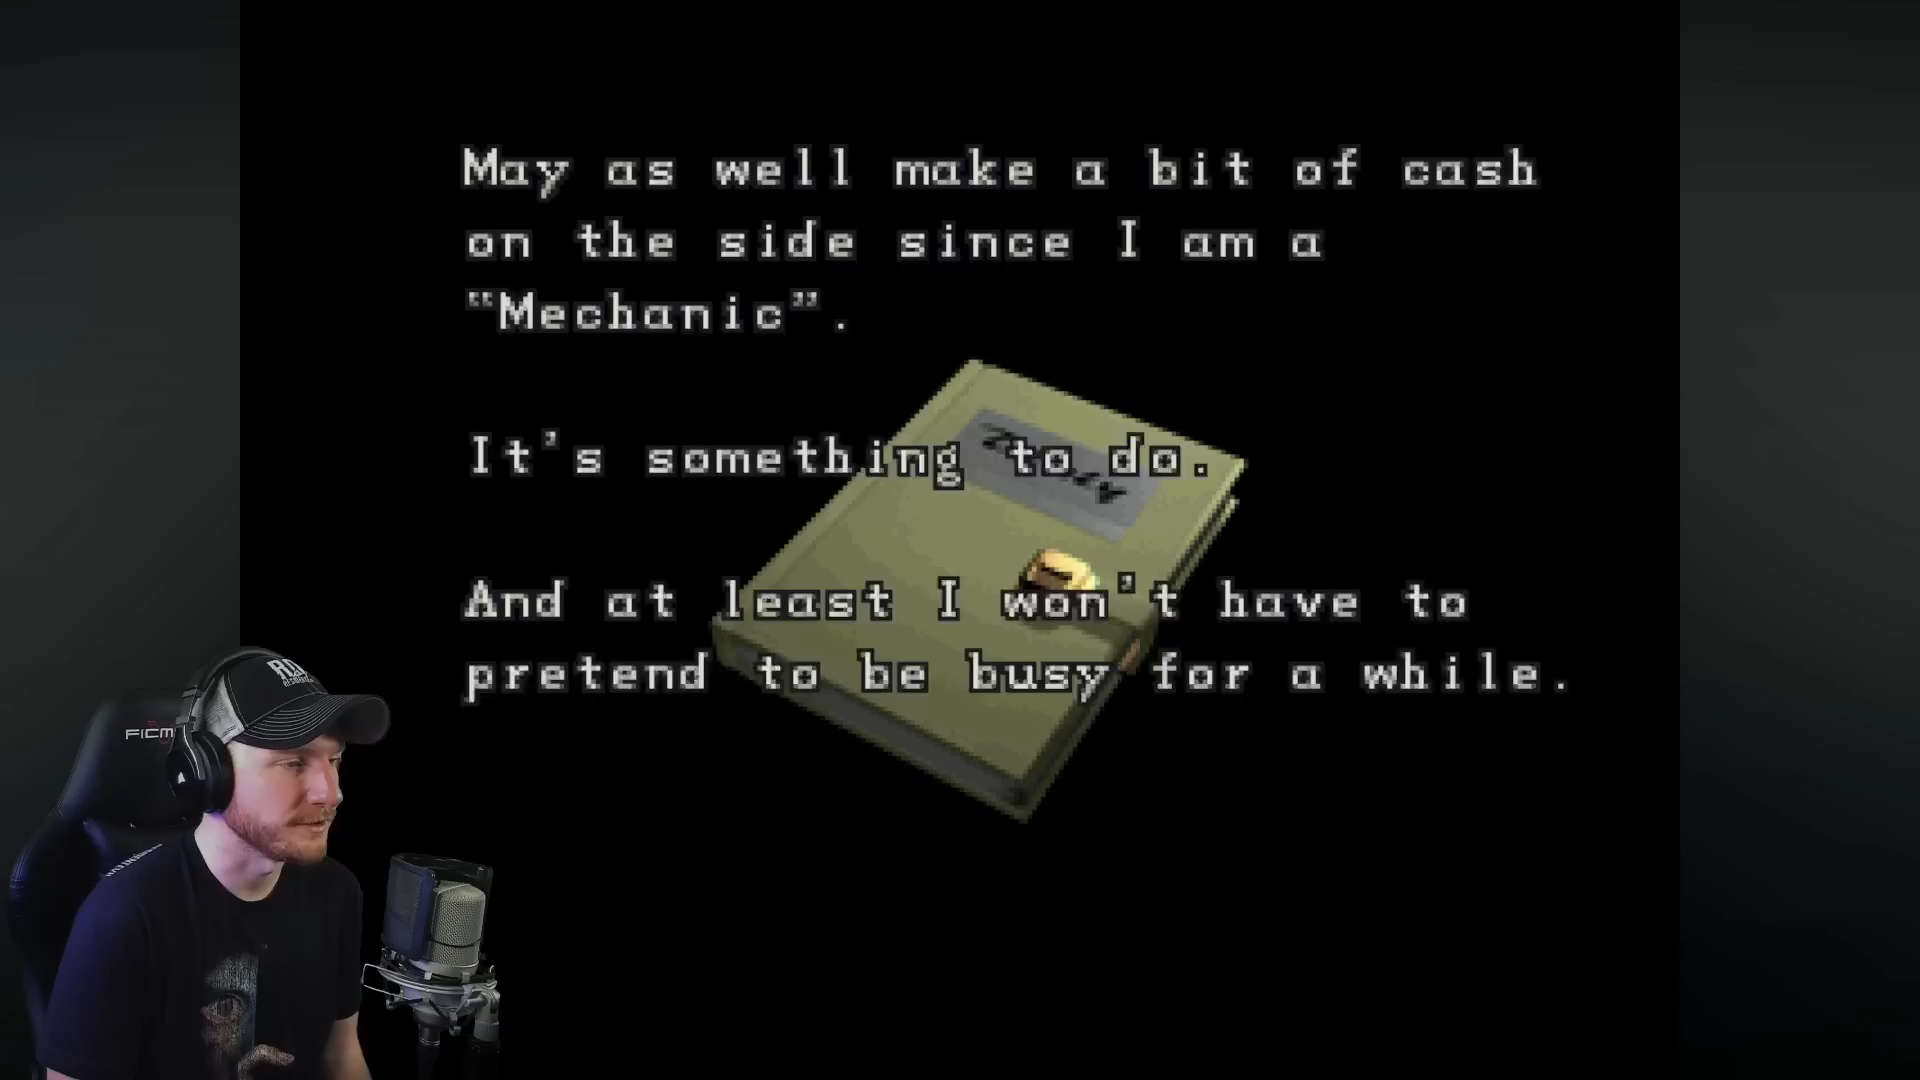 May as well make a bit of cash
on the side since I am a
“Mechanic”.
It's something to do.
And at least I won't have to
pretend to be busy for a while.